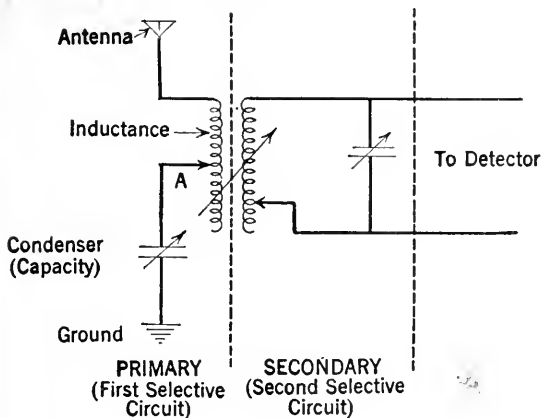 Antenna
Inductance
A
To Detector
Condenser
(Capacity)
Ground
PRIMARY
(First Selective
Circuit)
SECONDARY
(Second Selective
Circuit)